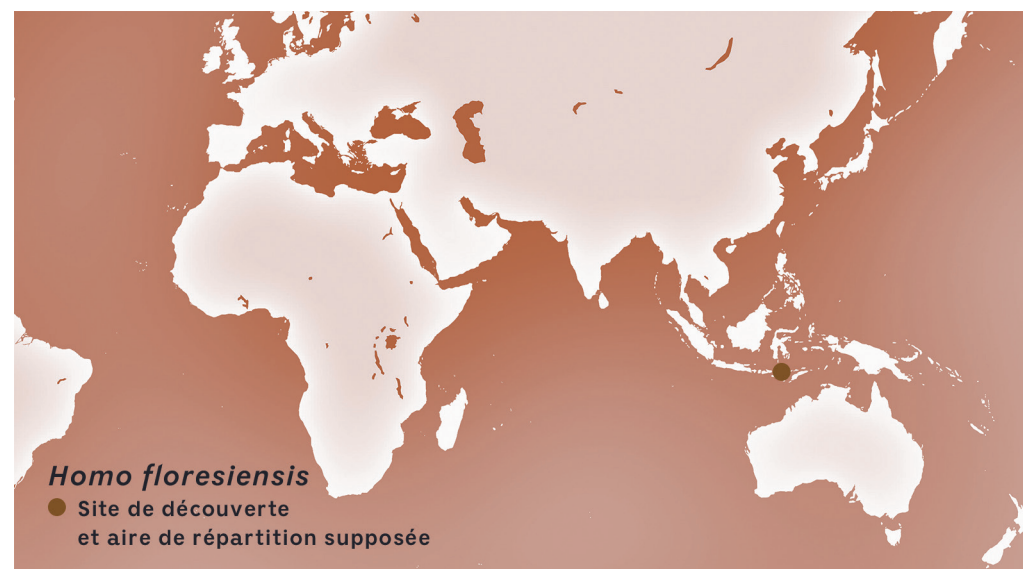 Homo floresiensis
Site de découverte
et aire de répartition supposée